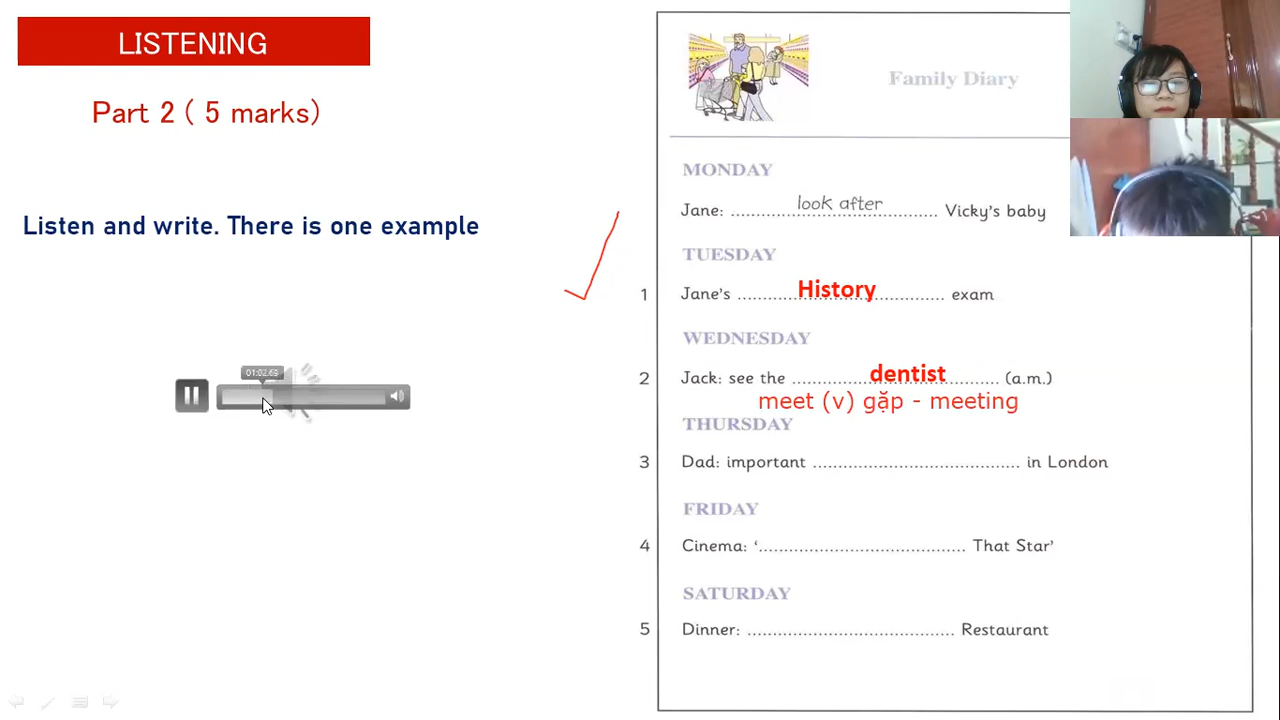 LISTENING
Part 2 ( 5 marks)
Listen and write. There is one example
01:02.63
Family Diary
MONDAY
Jane: ........ look after ........ Vicky's baby
TUESDAY
1 Jane's ........ History ........ exam
WEDNESDAY
2 Jack: see the ........ dentist ........ (a.m.)
meet (v) gặp - meeting
THURSDAY
3 Dad: important ................ in London
FRIDAY
4 Cinema: '................ That Star'
SATURDAY
5 Dinner: ................ Restaurant